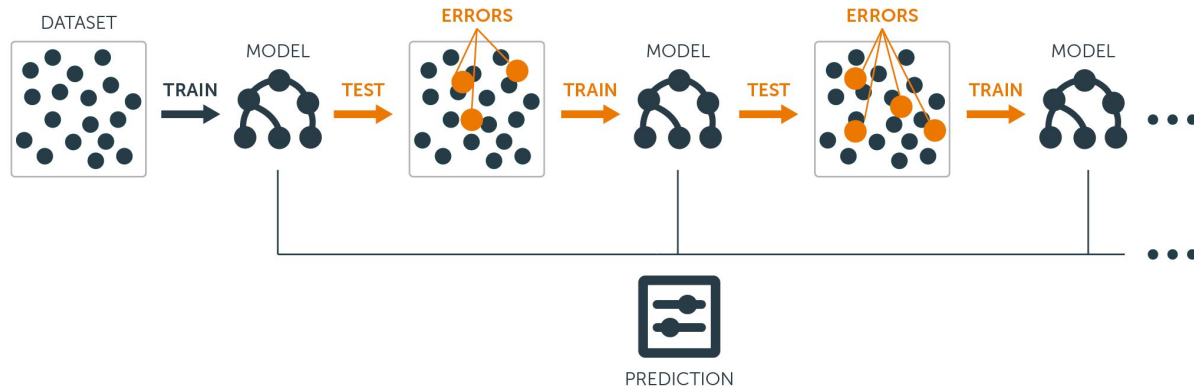 DATASET
TRAIN
MODEL
TEST
ERRORS
TRAIN
MODEL
TEST
ERRORS
TRAIN
MODEL
PREDICTION